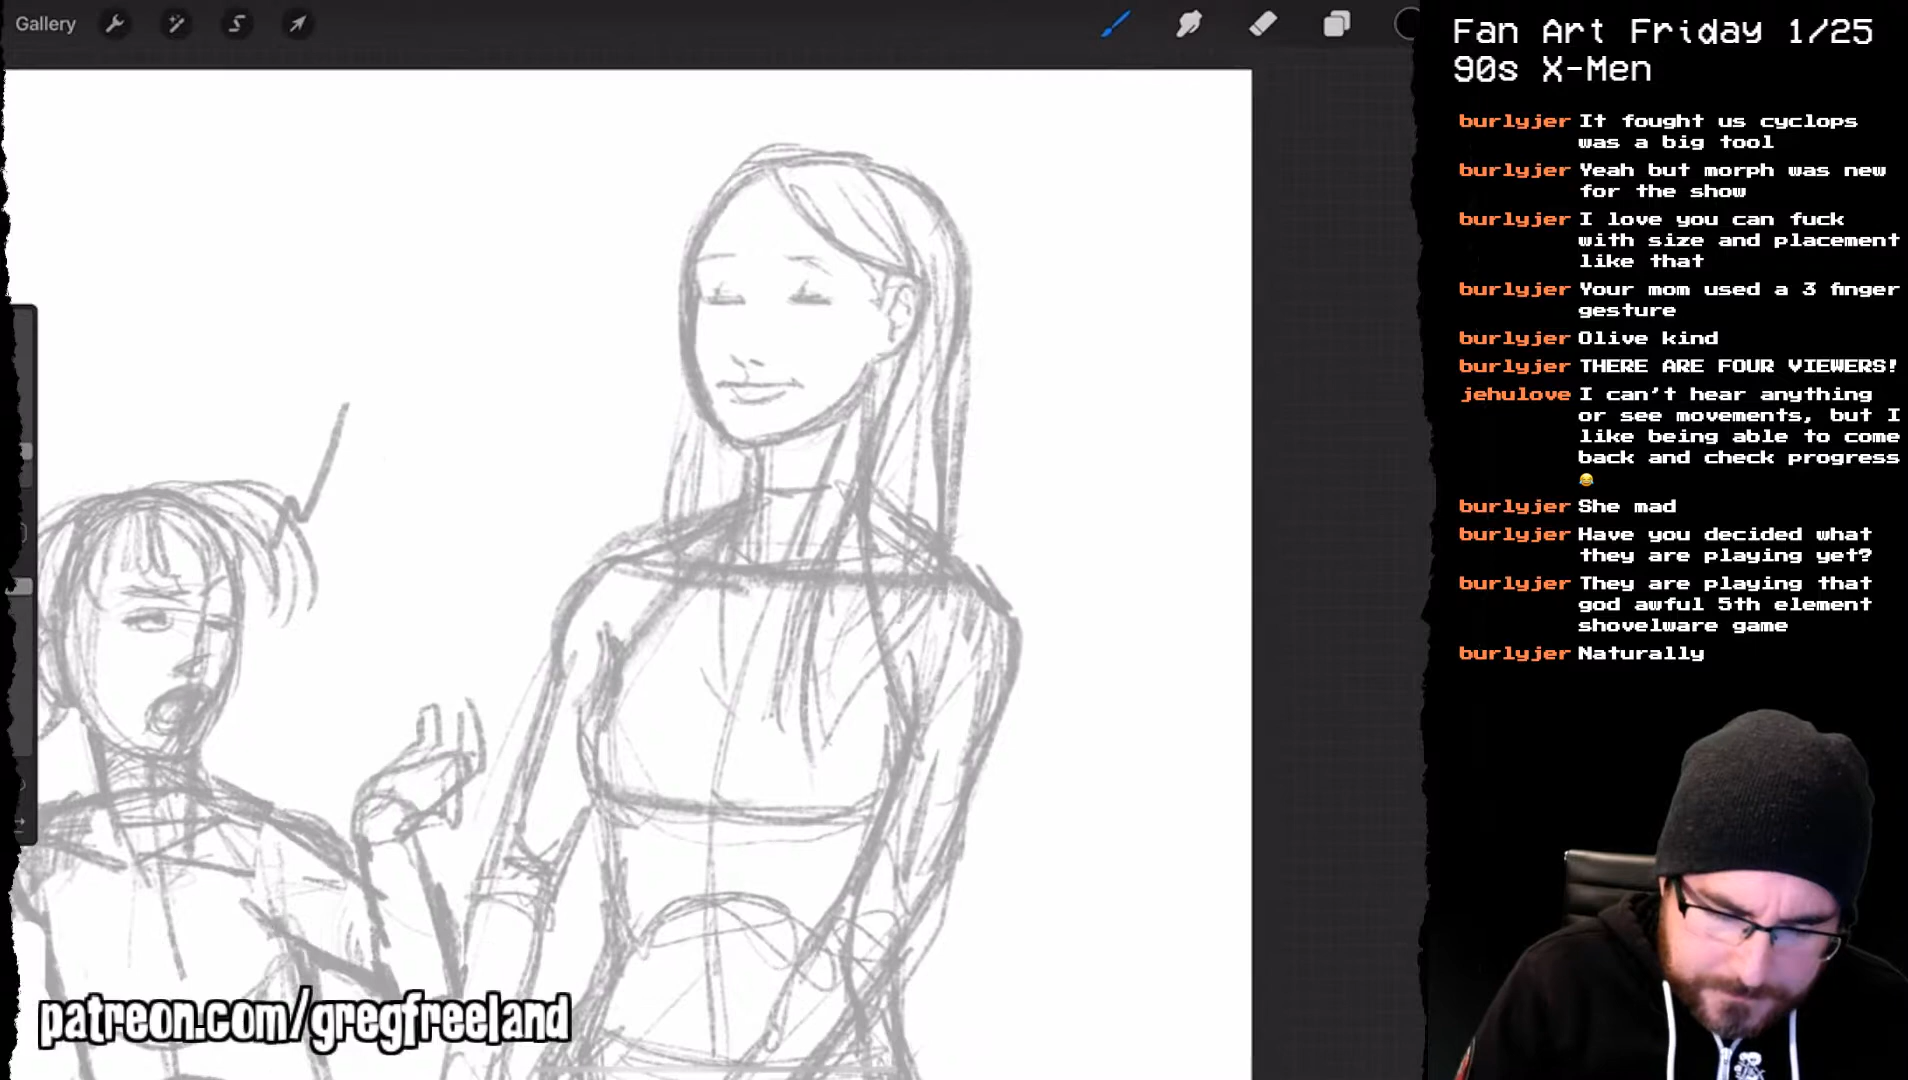 Gallery
Fan Art Friday 1/25
90s X-Men
burlyjer It fought us cyclops
was a big tool
burlyjer Yeah but morph was new
for the show
burlyjer I love you can fuck
with size and placement
like that
burlyjer Your mom used a 3 finger
gesture
burlyjer Olive kind
burlyjer THERE ARE FOUR VIEWERS!
jehulove I can't hear anything
or see movements, but I
like being able to come
back and check progress
😂
burlyjer She mad
burlyjer Have you decided what
they are playing yet?
burlyjer They are playing that
god awful 5th element
shovelware game
burlyjer Naturally
patreon.com/gregfreeland